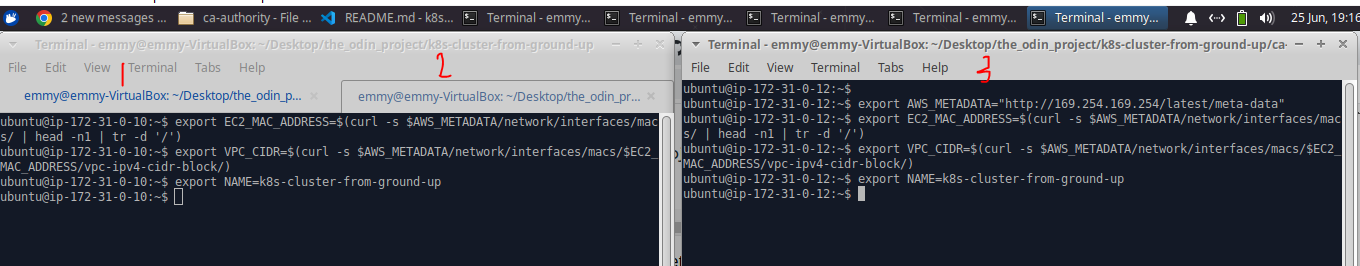 2 new messages ...
ca-authority - File ...
README.md - k8s...
Terminal - emmy...
Terminal - emmy...
Terminal - emmy...
Terminal - emmy...
Terminal - emmy...
Terminal - emmy...
25 Jun, 19:16
Terminal - emmy@emmy-VirtualBox: ~/Desktop/the_odin_project/k8s-cluster-from-ground-up
File Edit View Terminal Tabs Help
1
2
emmy@emmy-VirtualBox: ~/Desktop/the_odin_p...
emmy@emmy-VirtualBox: ~/Desktop/the_odin_pr...
ubuntu@ip-172-31-0-10:~$ export EC2_MAC_ADDRESS=$(curl -s $AWS_METADATA/network/interfaces/mac
s/ | head -n1 | tr -d '/')
ubuntu@ip-172-31-0-10:~$ export VPC_CIDR=$(curl -s $AWS_METADATA/network/interfaces/macs/$EC2_
MAC_ADDRESS/vpc-ipv4-cidr-block/)
ubuntu@ip-172-31-0-10:~$ export NAME=k8s-cluster-from-ground-up
ubuntu@ip-172-31-0-10:~$
Terminal - emmy@emmy-VirtualBox: ~/Desktop/the_odin_project/k8s-cluster-from-ground-up/ca-
File Edit View Terminal Tabs Help
3
ubuntu@ip-172-31-0-12:~$
ubuntu@ip-172-31-0-12:~$ export AWS_METADATA="http://169.254.169.254/latest/meta-data"
ubuntu@ip-172-31-0-12:~$ export EC2_MAC_ADDRESS=$(curl -s $AWS_METADATA/network/interfaces/mac
s/ | head -n1 | tr -d '/')
ubuntu@ip-172-31-0-12:~$ export VPC_CIDR=$(curl -s $AWS_METADATA/network/interfaces/macs/$EC2_
MAC_ADDRESS/vpc-ipv4-cidr-block/)
ubuntu@ip-172-31-0-12:~$ export NAME=k8s-cluster-from-ground-up
ubuntu@ip-172-31-0-12:~$